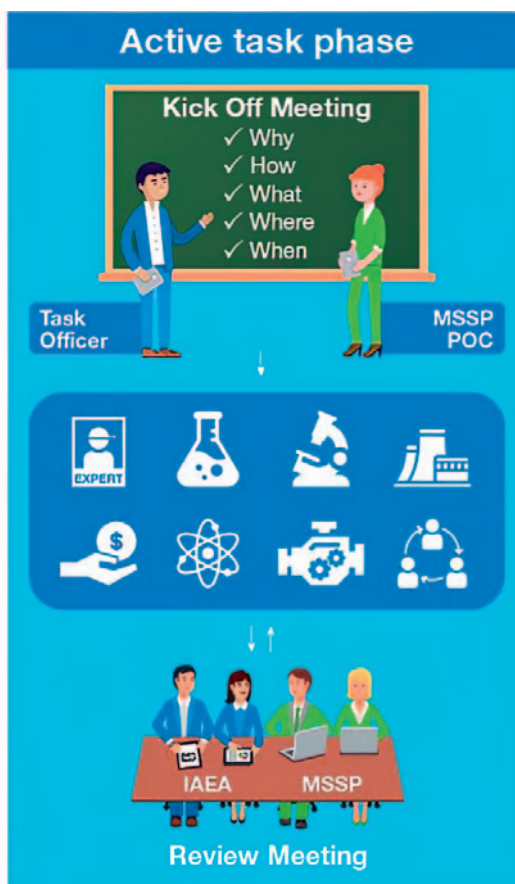 Active task phase
Kick Off Meeting
✓ Why
✓ How
✓ What
✓ Where
✓ When
Task
Officer
MSSP
POC
EXPERT
$
IAEA
MSSP
Review Meeting